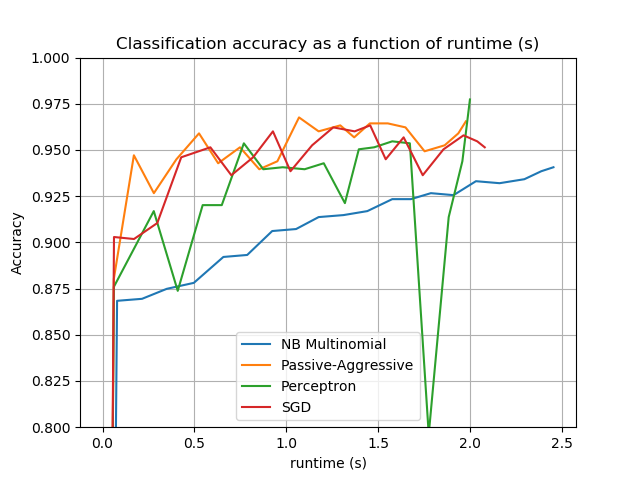 Classification accuracy as a function of runtime (s)
1.000
0.975
0.950
0.925
0.900
0.875
0.850
0.825
0.800
Accuracy
NB Multinomial
Passive-Aggressive
Perceptron
SGD
0.0 0.5 1.0 1.5 2.0 2.5
runtime (s)